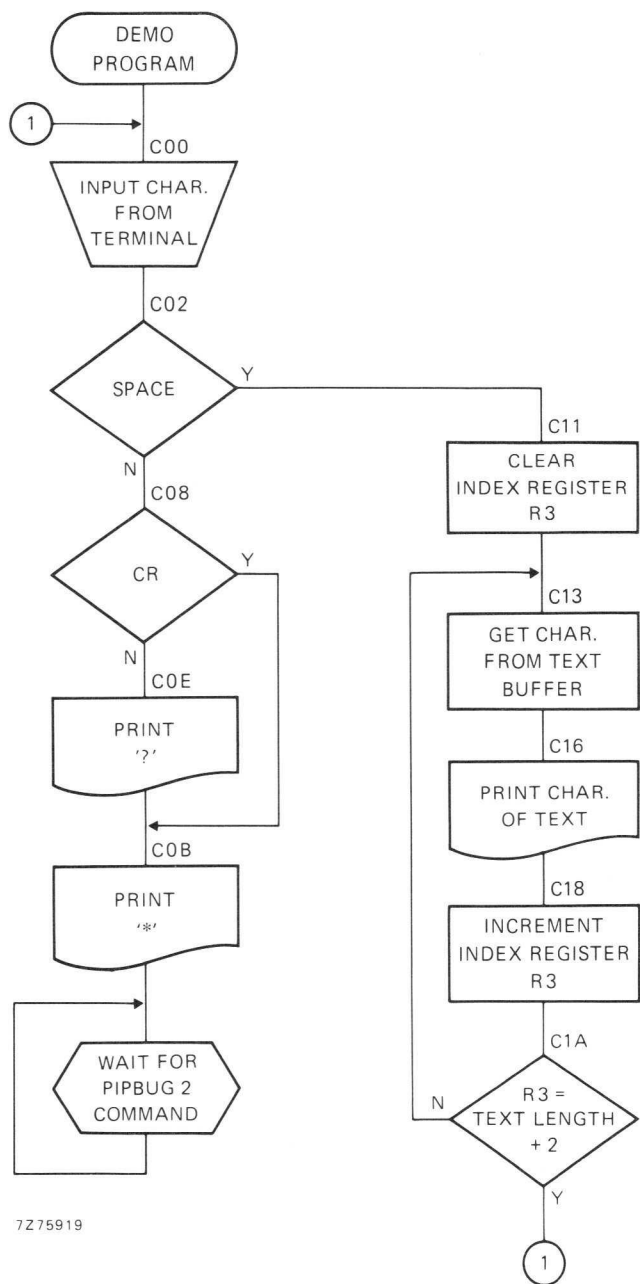 DEMO
PROGRAM
1
C00
INPUT CHAR.
FROM
TERMINAL
C02
SPACE
Y
N
C08
CR
Y
N
C0E
PRINT
'?'
C0B
PRINT
'*'
WAIT FOR
PIPBUG 2
COMMAND
C11
CLEAR
INDEX REGISTER
R3
C13
GET CHAR.
FROM TEXT
BUFFER
C16
PRINT CHAR.
OF TEXT
C18
INCREMENT
INDEX REGISTER
R3
C1A
N
R3 =
TEXT LENGTH
+ 2
Y
1
7Z75919